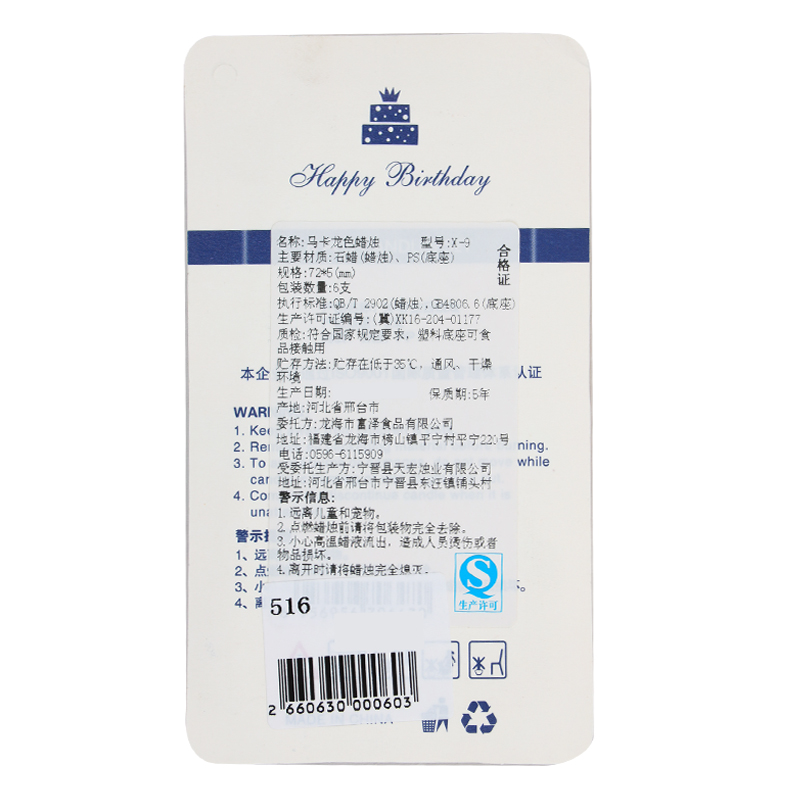 Happy Birthday
名称:马卡龙色蜡烛 型号:X-9
合格证
主要材质:石蜡(蜡烛)、PS(底座)
规格:72*5(mm)
包装数量:6支
执行标准:QB/T 2902(蜡烛),GB4806.6(底座)
生产许可证编号:(冀)XK16-204-01177
质检:符合国家规定要求，塑料底座可食
品接触用
贮存方法:贮存在低于35℃，通风、干燥
环境
生产日期: 保质期:5年
产地:河北省邢台市
委托方:龙海市富泽食品有限公司
地址:福建省龙海市榜山镇平宁村平宁220号
电话:0596-6115909
受委托生产方:宁晋县天宏烛业有限公司
地址:河北省邢台市宁晋县东汪镇铺头村
警示信息:
1.远离儿童和宠物。
2.点燃蜡烛前请将包装物完全去除。
3.小心高温蜡液流出，造成人员烫伤或者
物品损坏。
4.离开时请将蜡烛完全熄灭。
本企
认证
WAR
1. Kee
2. Re
ning.
3. To
while
can
4. Con
una
警示
1、远
2、点
3、小
4、离
生产许可
516
2 660630 000603
MADE IN CHINA